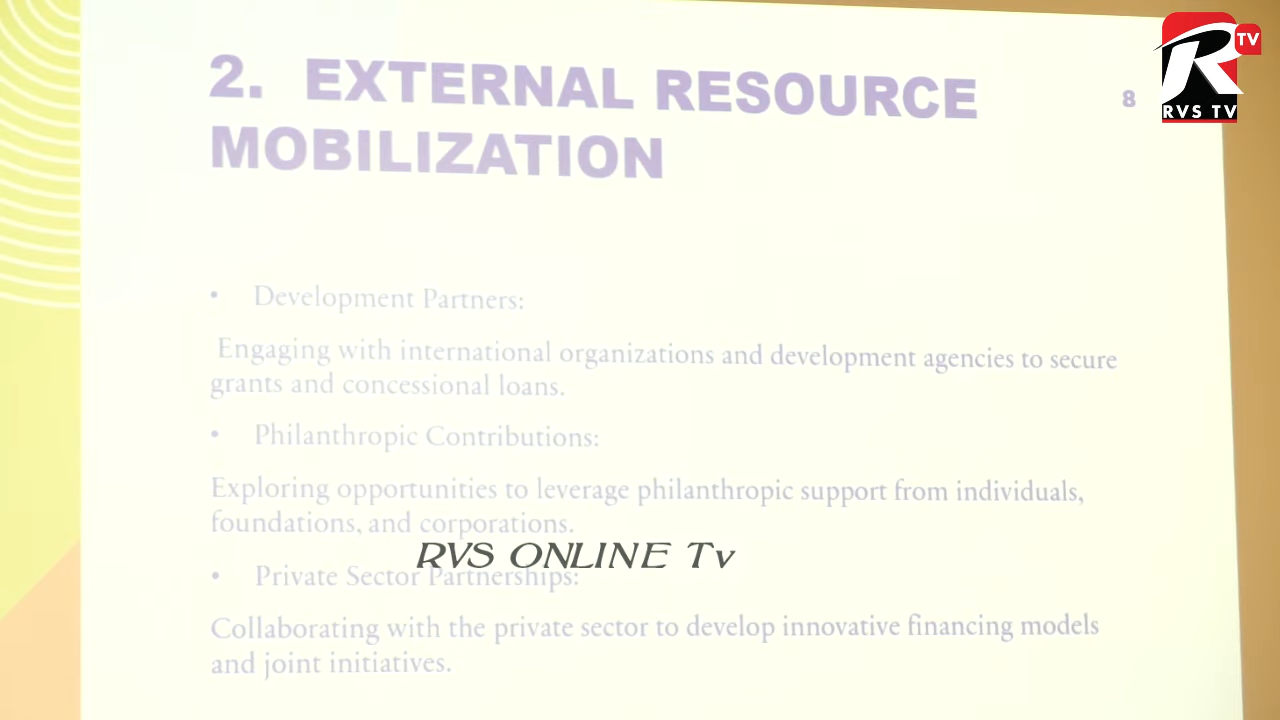 2. EXTERNAL RESOURCE
MOBILIZATION
8
R TV
RVS TV
• Development Partners:
Engaging with international organizations and development agencies to secure
grants and concessional loans.
• Philanthropic Contributions:
Exploring opportunities to leverage philanthropic support from individuals,
foundations, and corporations.
RVS ONLINE Tv
• Private Sector Partnerships:
Collaborating with the private sector to develop innovative financing models
and joint initiatives.